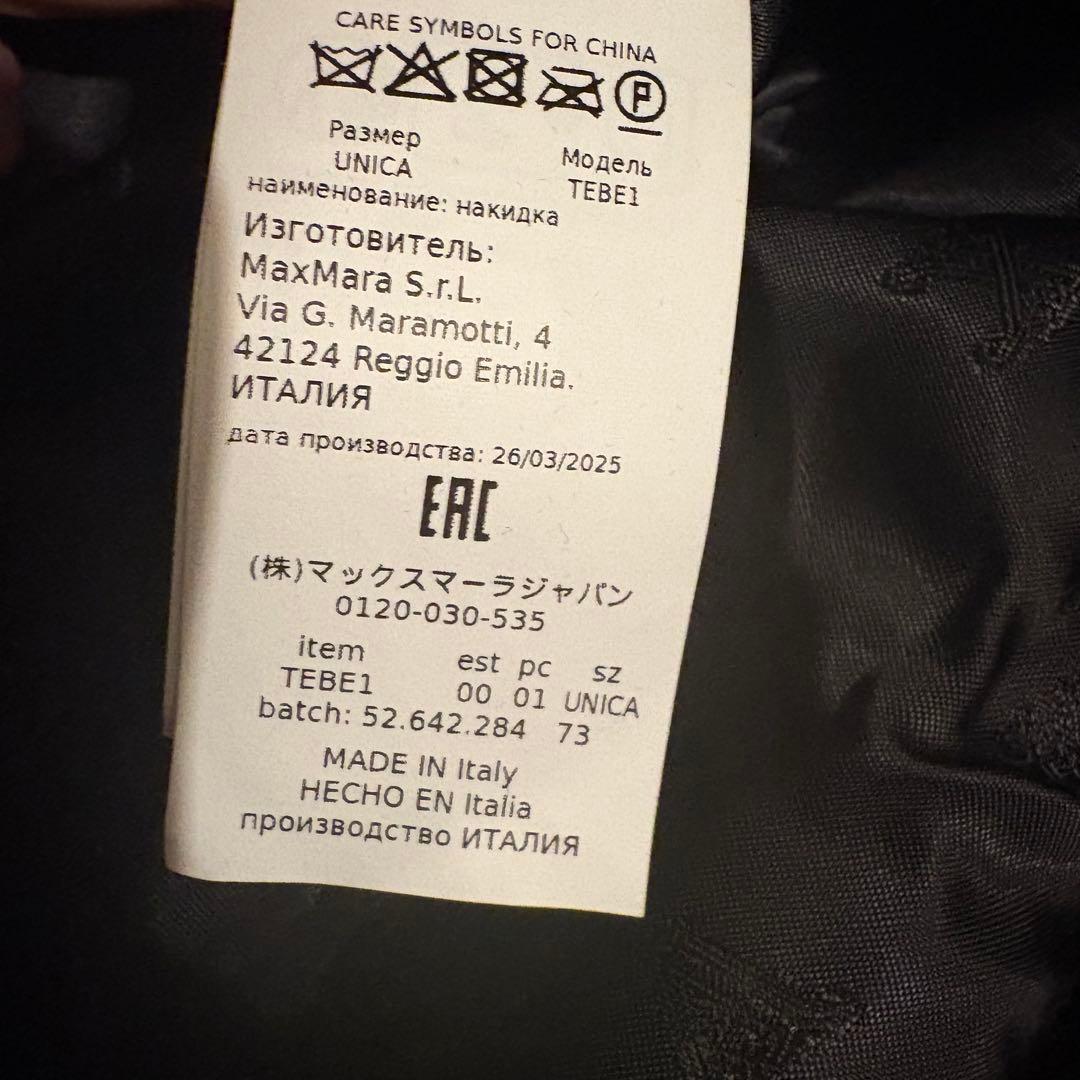 CARE SYMBOLS FOR CHINA
P
Размер Модель
UNICA TEBE1
наименование: накидка
Изготовитель:
MaxMara S.r.L.
Via G. Maramotti, 4
42124 Reggio Emilia.
ИТАЛИЯ
дата производства: 26/03/2025
EAC
(株)マックスマーラジャパン
0120-030-535
item est pc sz
TEBE1 00 01 UNICA
batch: 52.642.284 73
MADE IN Italy
HECHO EN Italia
производство ИТАЛИЯ